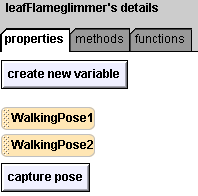 leafFlameglimmer's details
properties methods functions
create new variable
WalkingPose1
WalkingPose2
capture pose